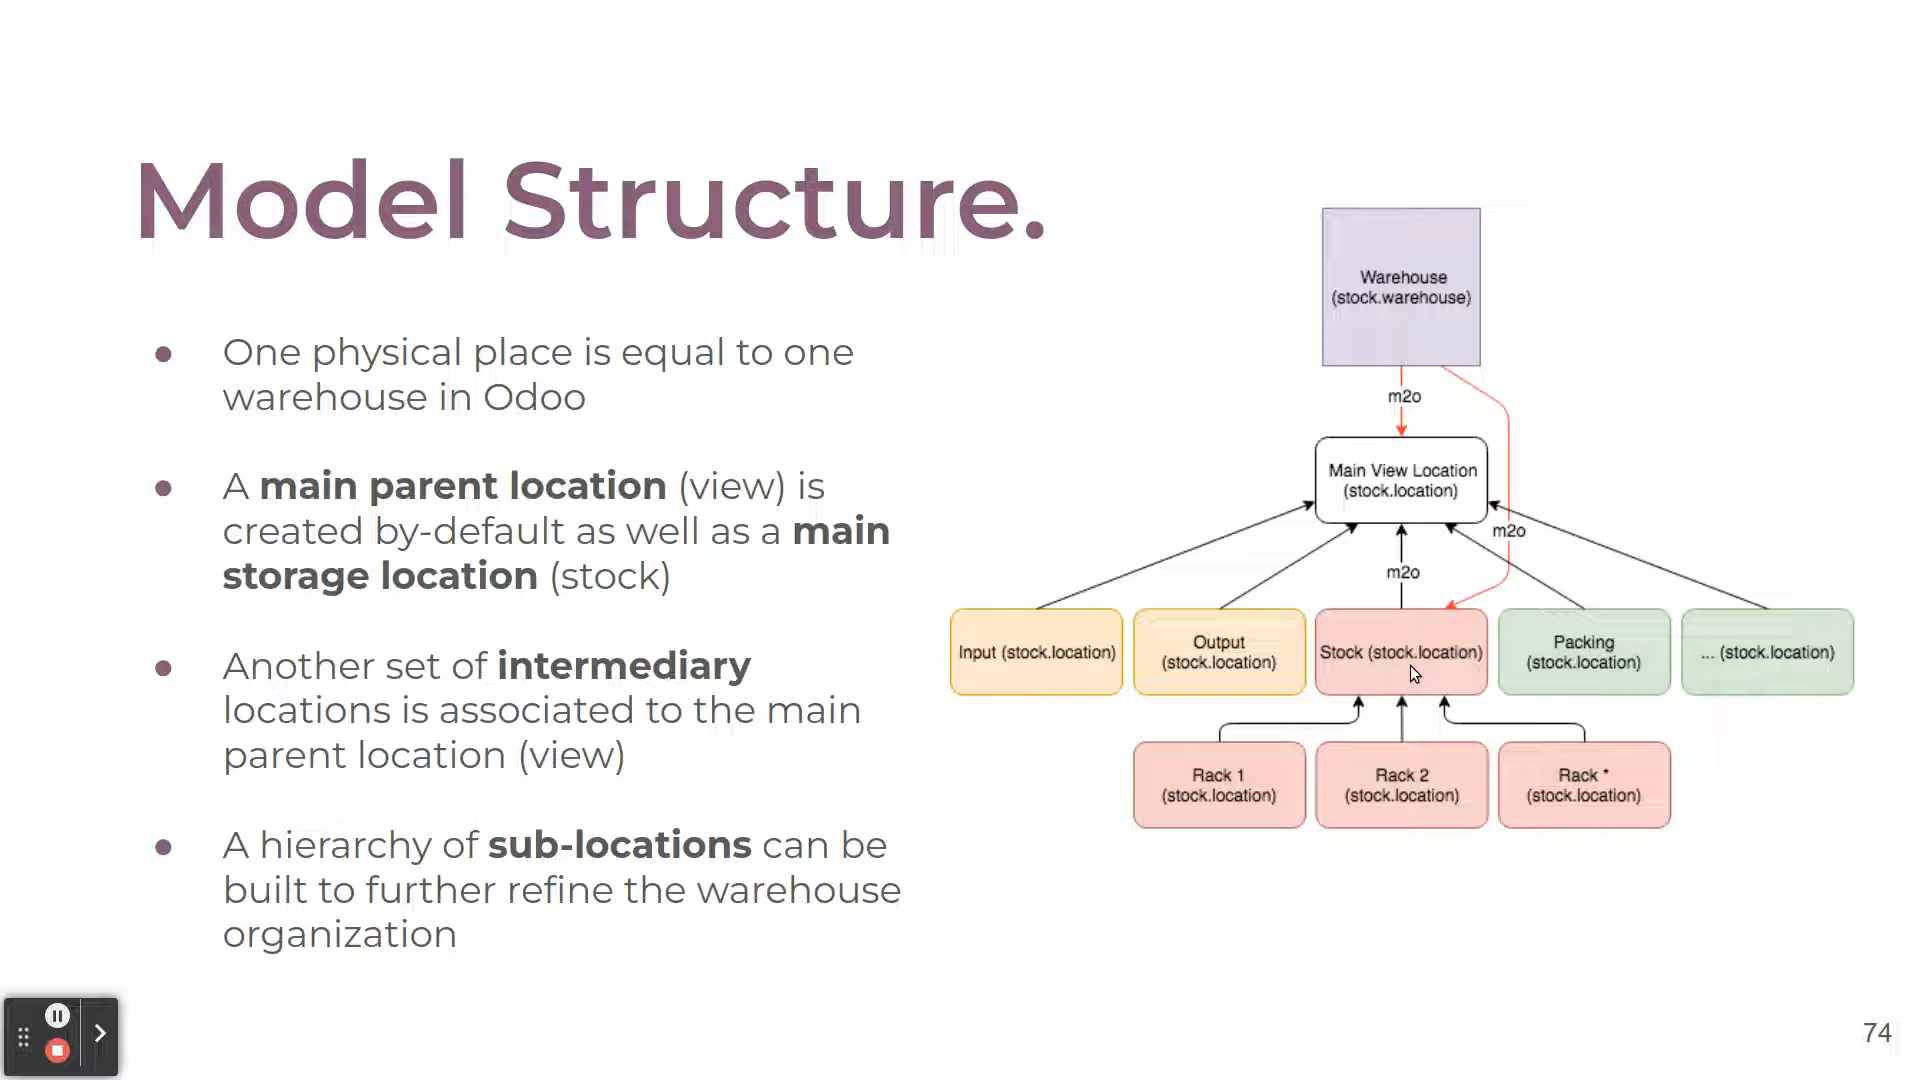 Model Structure.
One physical place is equal to one
warehouse in Odoo
A main parent location (view) is
created by-default as well as a main
storage location (stock)
Another set of intermediary
locations is associated to the main
parent location (view)
A hierarchy of sub-locations can be
built to further refine the warehouse
organization
Warehouse
(stock.warehouse)
m2o
Main View Location
(stock.location)
m2o
m2o
Input (stock.location)
Output
(stock.location)
Stock (stock.location)
Packing
(stock.location)
... (stock.location)
Rack 1
(stock.location)
Rack 2
(stock.location)
Rack *
(stock.location)
74